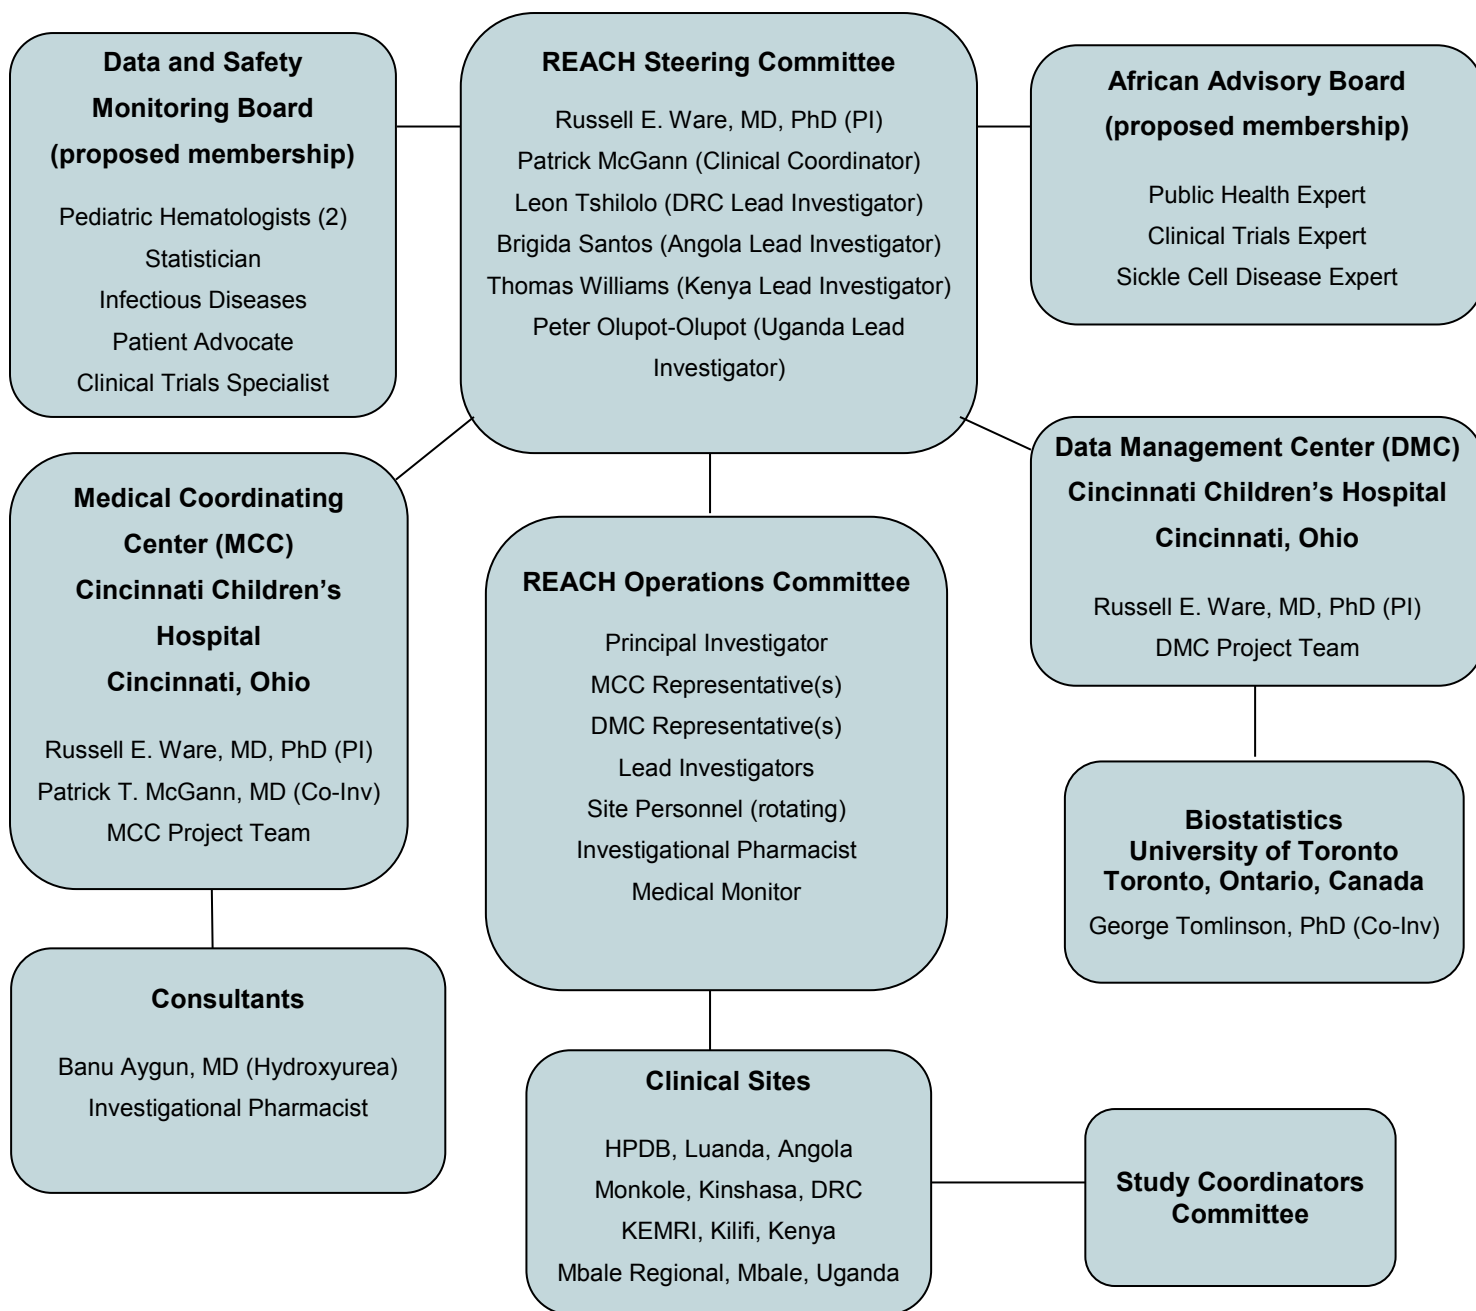 Data and Safety
Monitoring Board
(proposed membership)
Pediatric Hematologists (2)
Statistician
Infectious Diseases
Patient Advocate
Clinical Trials Specialist
REACH Steering Committee
Russell E. Ware, MD, PhD (PI)
Patrick McGann (Clinical Coordinator)
Leon Tshilolo (DRC Lead Investigator)
Brigida Santos (Angola Lead Investigator)
Thomas Williams (Kenya Lead Investigator)
Peter Olupot-Olupot (Uganda Lead
Investigator)
African Advisory Board
(proposed membership)
Public Health Expert
Clinical Trials Expert
Sickle Cell Disease Expert
Medical Coordinating
Center (MCC)
Cincinnati Children’s
Hospital
Cincinnati, Ohio
Russell E. Ware, MD, PhD (PI)
Patrick T. McGann, MD (Co-Inv)
MCC Project Team
REACH Operations Committee
Principal Investigator
MCC Representative(s)
DMC Representative(s)
Lead Investigators
Site Personnel (rotating)
Investigational Pharmacist
Medical Monitor
Data Management Center (DMC)
Cincinnati Children’s Hospital
Cincinnati, Ohio
Russell E. Ware, MD, PhD (PI)
DMC Project Team
Biostatistics
University of Toronto
Toronto, Ontario, Canada
George Tomlinson, PhD (Co-Inv)
Consultants
Banu Aygun, MD (Hydroxyurea)
Investigational Pharmacist
Clinical Sites
HPDB, Luanda, Angola
Monkole, Kinshasa, DRC
KEMRI, Kilifi, Kenya
Mbale Regional, Mbale, Uganda
Study Coordinators
Committee